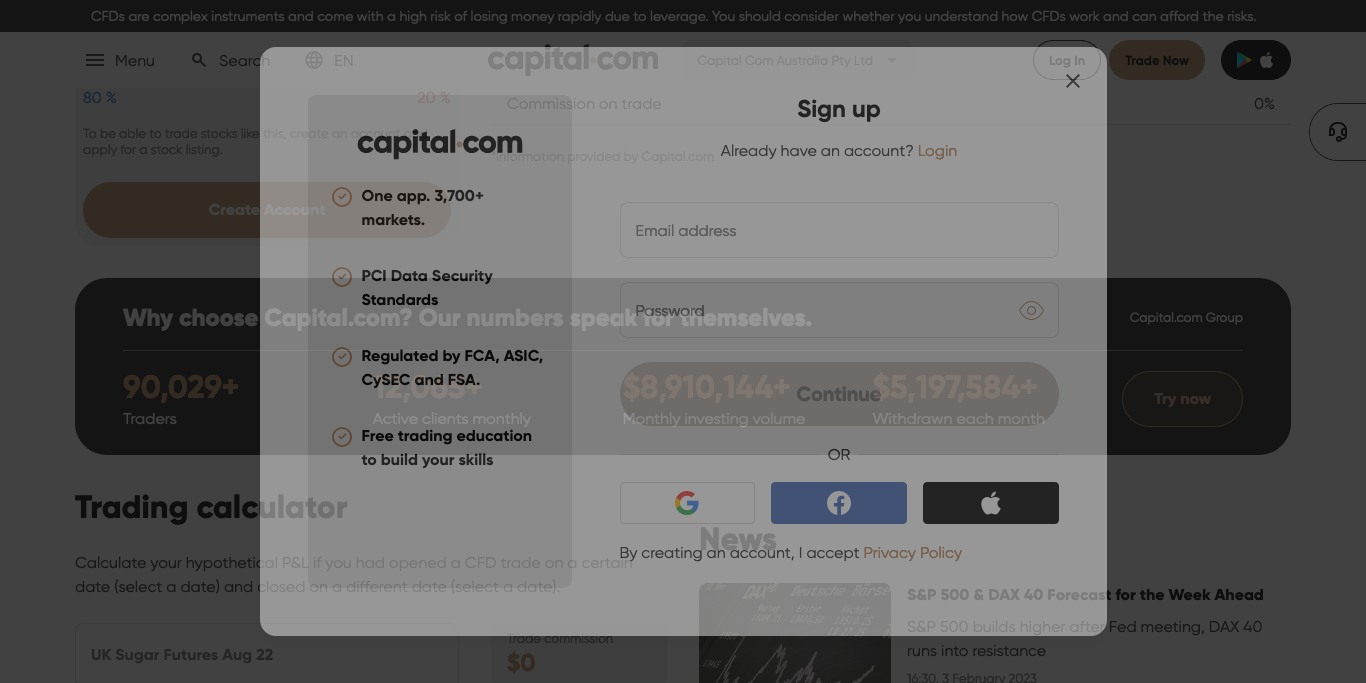 CFDs are complex instruments and come with a high risk of losing money rapidly due to leverage. You should consider whether you understand how CFDs work and can afford the risks.
Menu
Search
EN
capital.com
Capital Com Australia Pty Ltd
Log In
Trade Now
80 %
20 %
To be able to trade stocks like this, create an account and
apply for a stock listing.
Create Account
Commission on trade
0%
*Information provided by Capital.com
capital.com
One app. 3,700+
markets.
PCI Data Security
Standards
Regulated by FCA, ASIC,
CySEC and FSA.
Free trading education
to build your skills
Sign up
Already have an account? Login
Email address
Password
Continue
OR
By creating an account, I accept Privacy Policy
Why choose Capital.com? Our numbers speak for themselves.
Capital.com Group
90,029+
Traders
Active clients monthly
$8,910,144+
Monthly investing volume
$5,197,584+
Withdrawn each month
Try now
Trading calculator
Calculate your hypothetical P&L if you had opened a CFD trade on a certain
date (select a date) and closed on a different date (select a date).
UK Sugar Futures Aug 22
Trade commission
$0
News
DAX
Deutsche Börse
S&P 500 & DAX 40 Forecast for the Week Ahead
S&P 500 builds higher after Fed meeting, DAX 40
runs into resistance
16:30, 3 February 2023